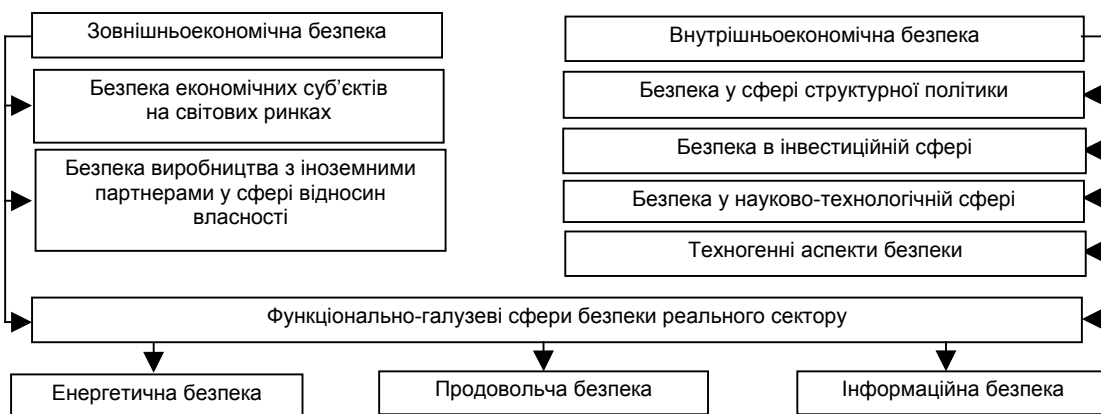 Зовнішньоекономічна безпека
Внутрішньоекономічна безпека
Безпека економічних суб’єктів
на світових ринках
Безпека у сфері структурної політики
Безпека в інвестиційній сфері
Безпека виробництва з іноземними
партнерами у сфері відносин
власності
Безпека у науково-технологічній сфері
Техногенні аспекти безпеки
Функціонально-галузеві сфери безпеки реального сектору
Енергетична безпека
Продовольча безпека
Інформаційна безпека